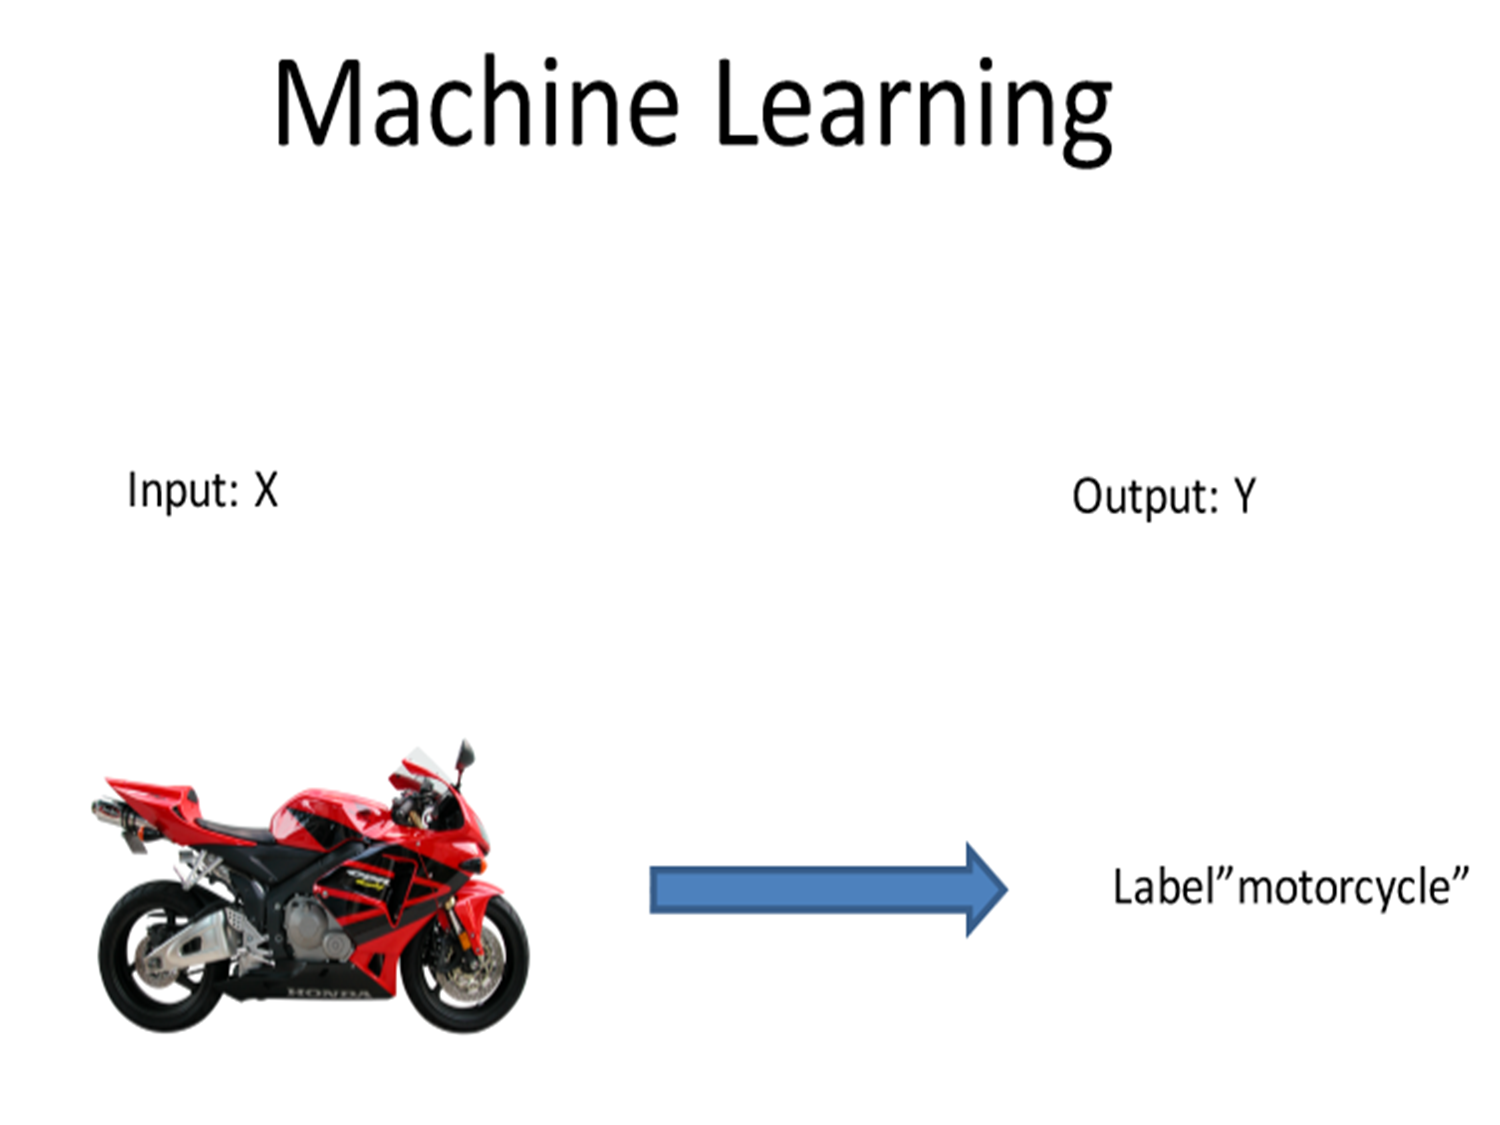 Machine Learning
Input: X
Output: Y
Label”motorcycle”
HONDA